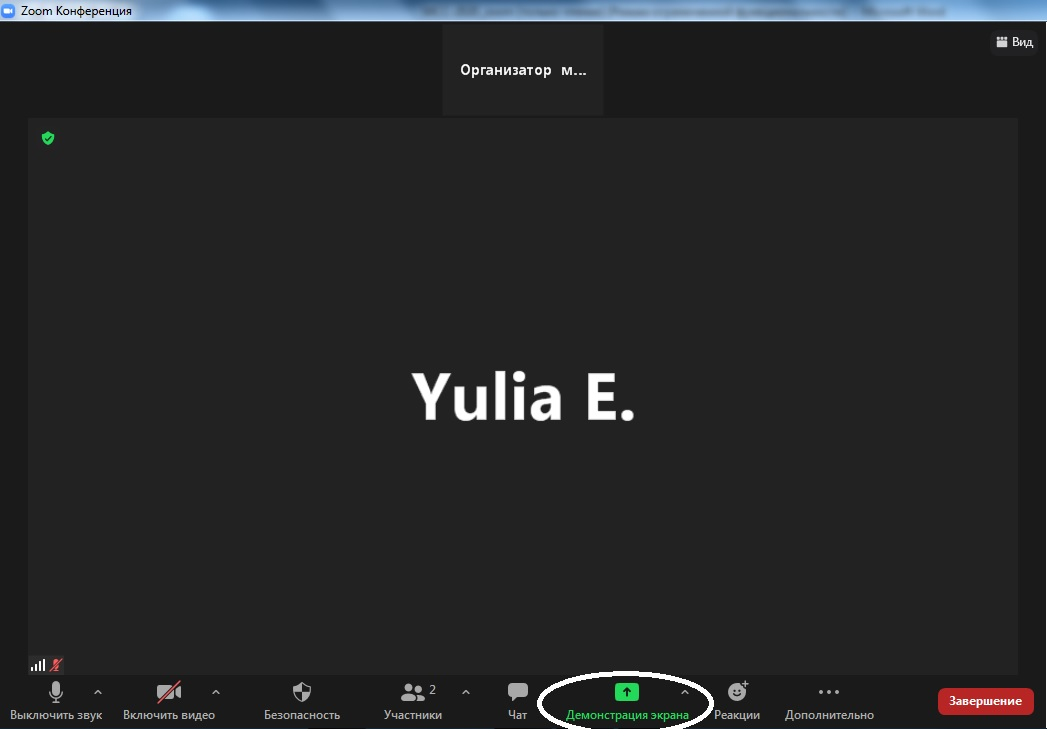 Zoom Конференция
Вид
Организатор м...
Yulia E.
2
Выключить звук
Включить видео
Безопасность
Участники
Чат
Демонстрация экрана
Реакции
Дополнительно
Завершение